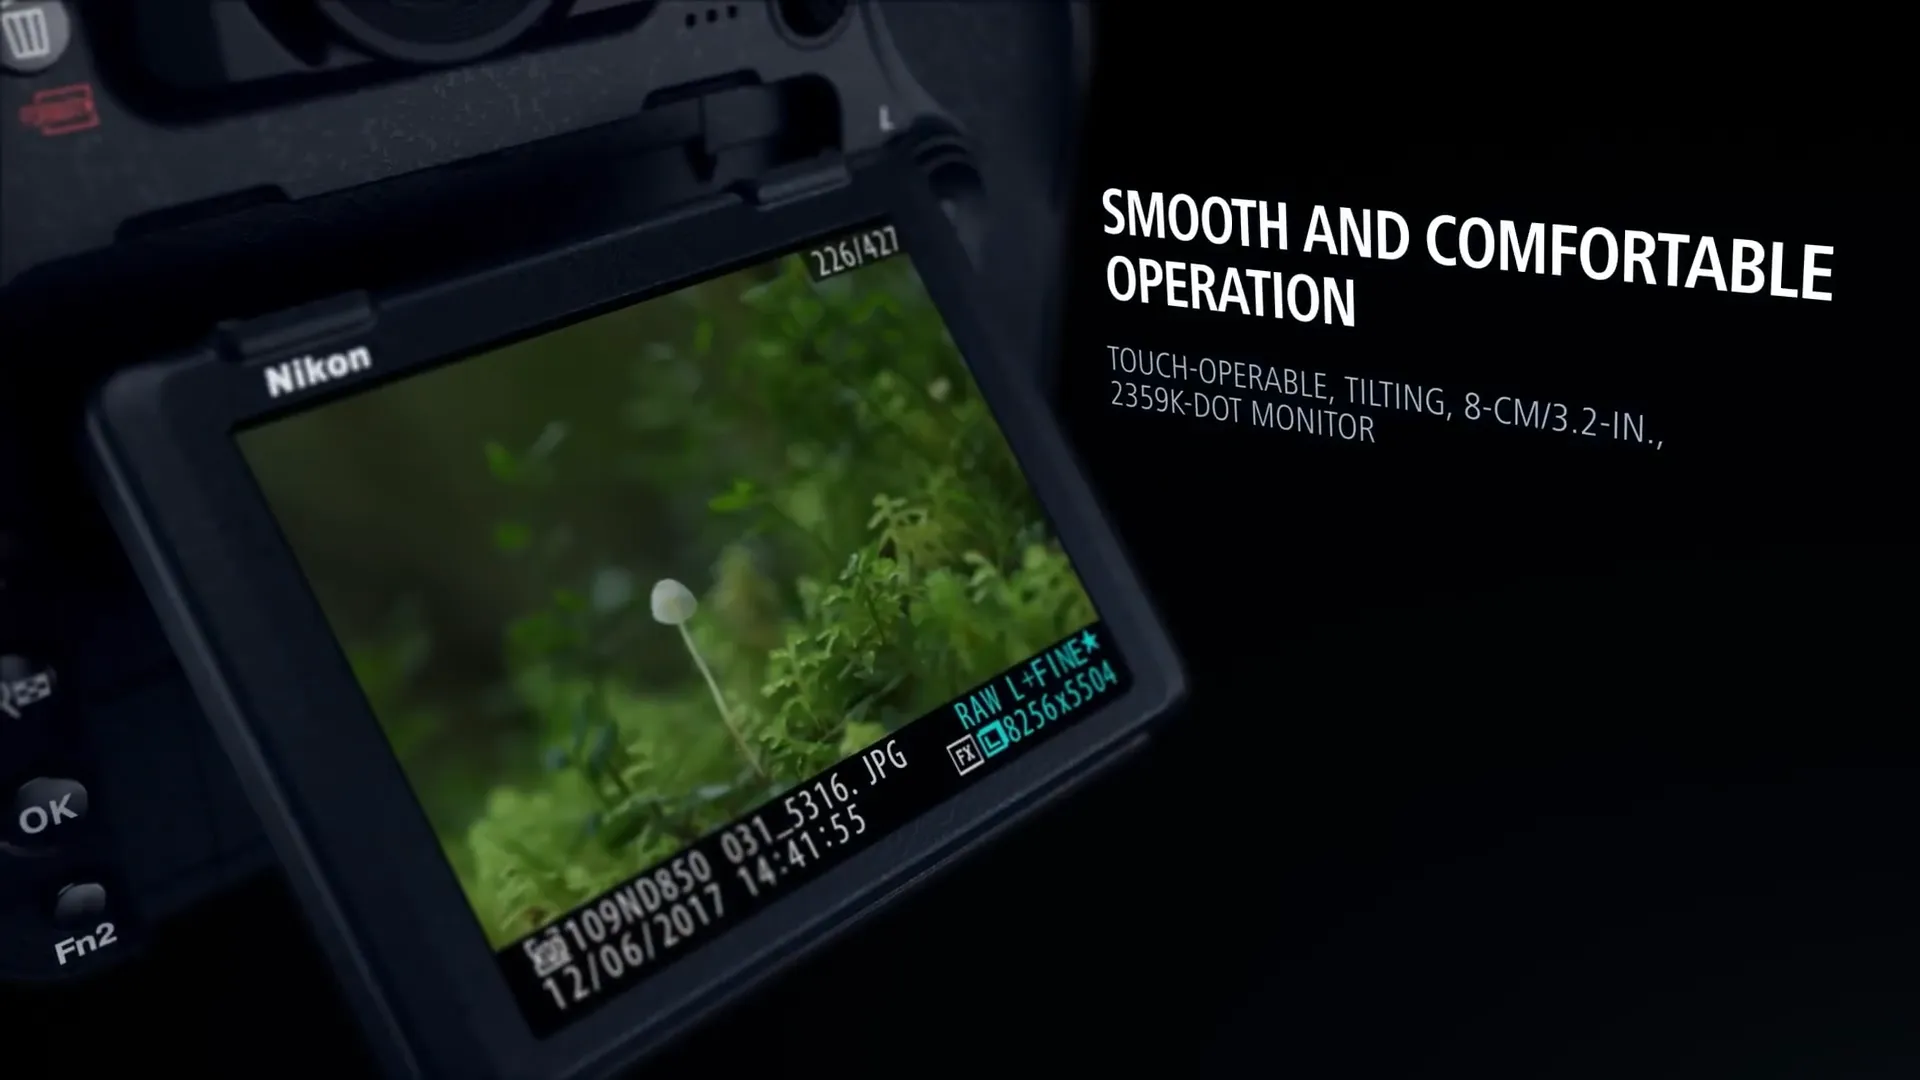 SMOOTH AND COMFORTABLE
OPERATION
TOUCH-OPERABLE, TILTING, 8-CM/3.2-IN.,
2359K-DOT MONITOR
L
226/427
Nikon
RAW L+FINE★
FX L 8256x5504
109ND850 031_5316. JPG
12/06/2017 14:41:55
OK
Fn2